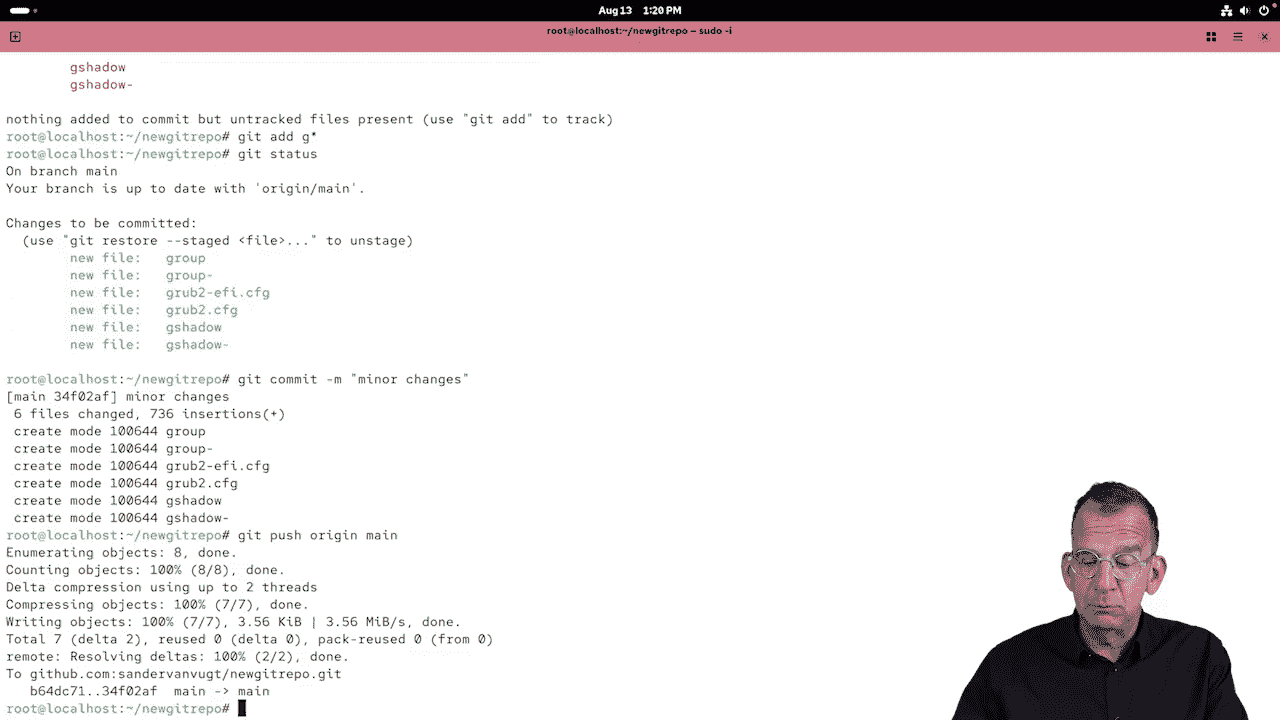 Aug 13 1:20 PM
root@localhost:~/newgitrepo – sudo -i
gshadow
gshadow-
nothing added to commit but untracked files present (use "git add" to track)
root@localhost:~/newgitrepo# git add g*
root@localhost:~/newgitrepo# git status
On branch main
Your branch is up to date with 'origin/main'.
Changes to be committed:
(use "git restore --staged <file>..." to unstage)
new file: group
new file: group-
new file: grub2-efi.cfg
new file: grub2.cfg
new file: gshadow
new file: gshadow-
root@localhost:~/newgitrepo# git commit -m "minor changes"
[main 34f02af] minor changes
6 files changed, 736 insertions(+)
create mode 100644 group
create mode 100644 group-
create mode 100644 grub2-efi.cfg
create mode 100644 grub2.cfg
create mode 100644 gshadow
create mode 100644 gshadow-
root@localhost:~/newgitrepo# git push origin main
Enumerating objects: 8, done.
Counting objects: 100% (8/8), done.
Delta compression using up to 2 threads
Compressing objects: 100% (7/7), done.
Writing objects: 100% (7/7), 3.56 KiB | 3.56 MiB/s, done.
Total 7 (delta 2), reused 0 (delta 0), pack-reused 0 (from 0)
remote: Resolving deltas: 100% (2/2), done.
To github.com:sandervanvugt/newgitrepo.git
b64dc71..34f02af main -> main
root@localhost:~/newgitrepo#